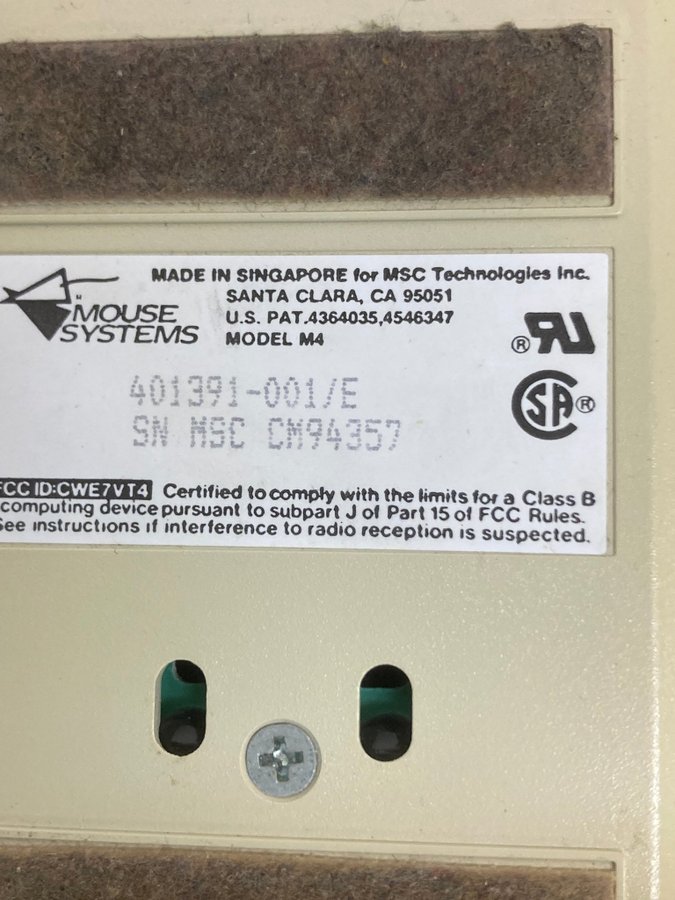 MOUSE
SYSTEMS
MADE IN SINGAPORE for MSC Technologies Inc.
SANTA CLARA, CA 95051
U.S. PAT.4364035,4546347
MODEL M4
401391-001/E
SN MSC CM94357
FCC ID:CWE7VT4 Certified to comply with the limits for a Class B
computing device pursuant to subpart J of Part 15 of FCC Rules.
See instructions if interference to radio reception is suspected.